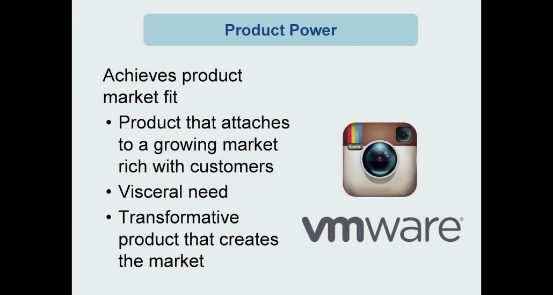 Product Power
Achieves product
market fit
• Product that attaches
to a growing market
rich with customers
• Visceral need
• Transformative
product that creates
the market
vmware®